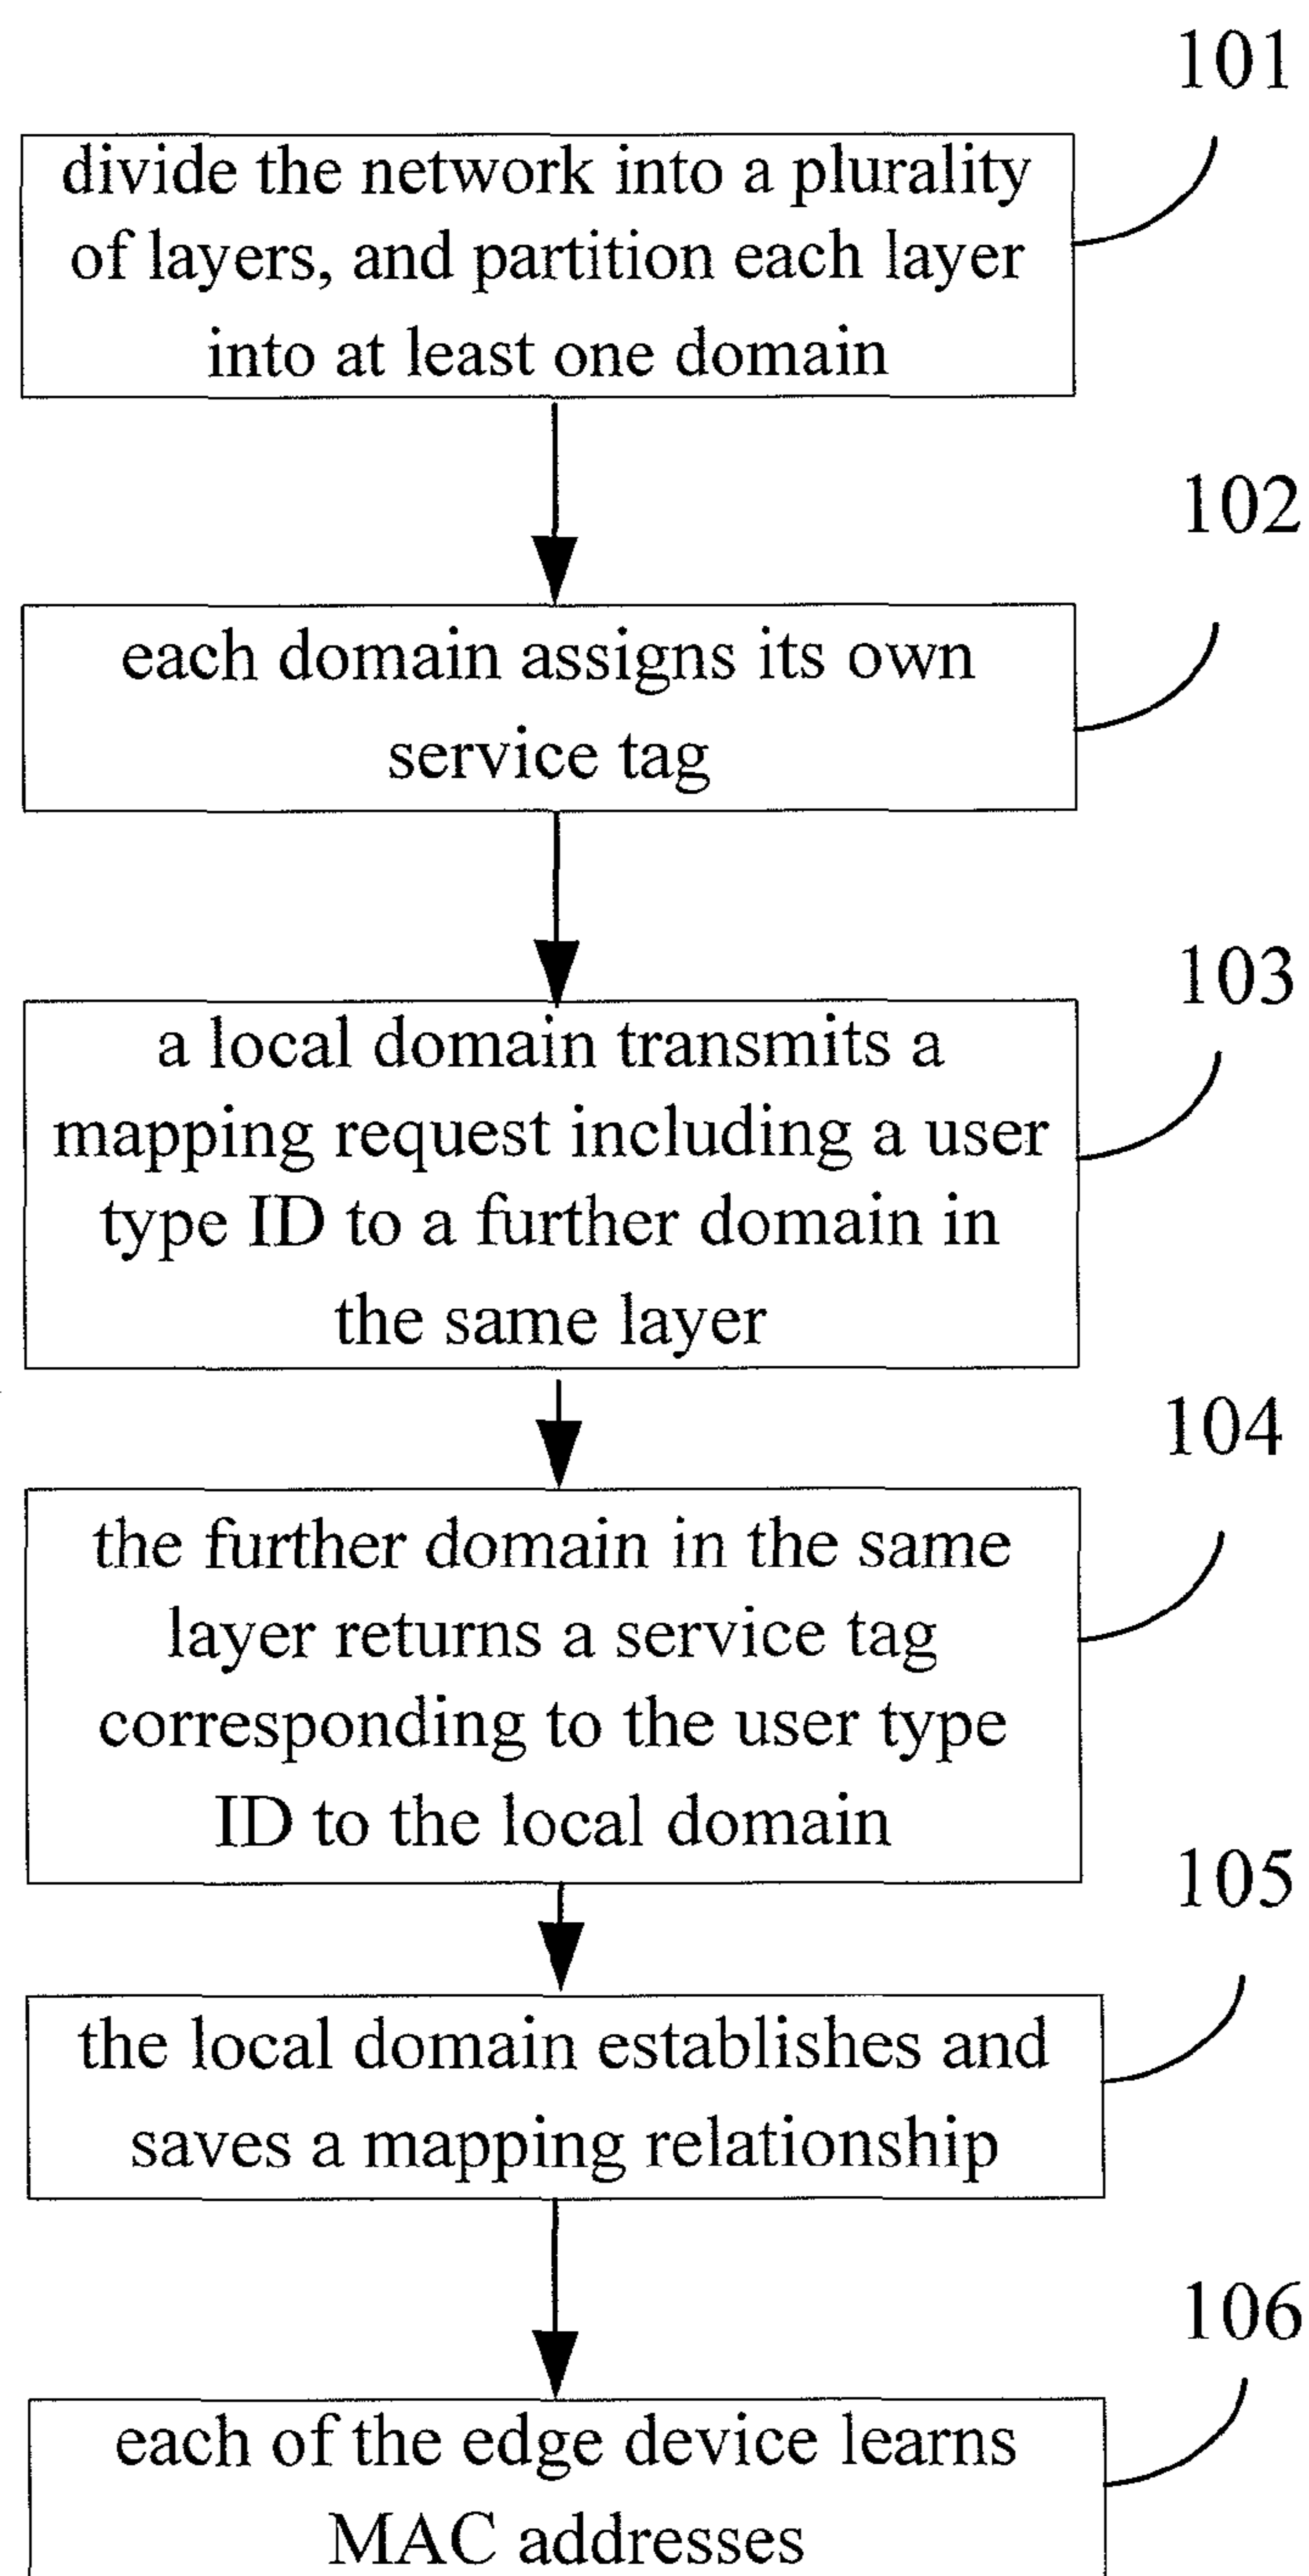 101
divide the network into a plurality
of layers, and partition each layer
into at least one domain
102
each domain assigns its own
service tag
103
a local domain transmits a
mapping request including a user
type ID to a further domain in
the same layer
104
the further domain in the same
layer returns a service tag
corresponding to the user type
ID to the local domain
105
the local domain establishes and
saves a mapping relationship
106
each of the edge device learns
MAC addresses